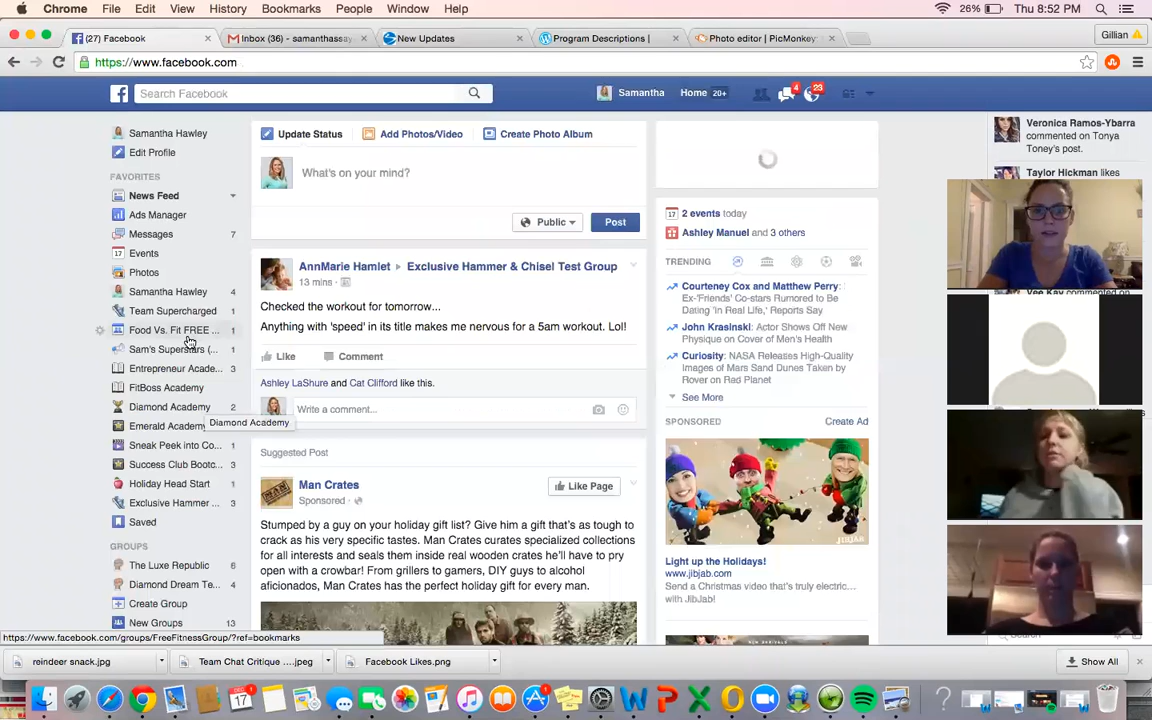 Chrome File Edit View History Bookmarks People Window Help 26% Thu 8:52 PM
(27) Facebook Inbox (36) - samanthassay New Updates Program Descriptions | Photo editor | PicMonkey: Gillian
https://www.facebook.com
Search Facebook Samantha Home 20+ 4 23
Samantha Hawley
Edit Profile
FAVORITES
News Feed
Ads Manager
Messages 7
Events
Photos
Samantha Hawley 4
Team Supercharged 1
Food Vs. Fit FREE ... 1
Sam's Superstars (... 1
Entrepreneur Acade... 3
FitBoss Academy
Diamond Academy 2
Diamond Academy
Emerald Academy
Sneak Peek into Co... 1
Success Club Bootc... 3
Holiday Head Start 1
Exclusive Hammer ... 3
Saved
GROUPS
The Luxe Republic 6
Diamond Dream Te... 4
Create Group
New Groups 13
https://www.facebook.com/groups/FreeFitnessGroup/?ref=bookmarks
Update Status Add Photos/Video Create Photo Album
What's on your mind?
Public Post
AnnMarie Hamlet Exclusive Hammer & Chisel Test Group
13 mins
Checked the workout for tomorrow...
Anything with 'speed' in its title makes me nervous for a 5am workout. Lol!
Like Comment
Ashley LaShure and Cat Clifford like this.
Write a comment...
Suggested Post
Man Crates
Sponsored
Like Page
Stumped by a guy on your holiday gift list? Give him a gift that's as tough to
crack as his very specific tastes. Man Crates curates specialized collections
for all interests and seals them inside real wooden crates he'll have to pry
open with a crowbar! From grillers to gamers, DIY guys to alcohol
aficionados, Man Crates has the perfect holiday gift for every man.
17 2 events today
Ashley Manuel and 3 others
TRENDING
Courteney Cox and Matthew Perry:
Ex-'Friends' Co-stars Rumored to Be
Dating 'In Real Life,' Reports Say
John Krasinski: Actor Shows Off New
Physique on Cover of Men's Health
Curiosity: NASA Releases High-Quality
Images of Mars Sand Dunes Taken by
Rover on Red Planet
See More
SPONSORED Create Ad
JIBJAB
Light up the Holidays!
www.jibjab.com
Send a Christmas video that's truly electric...
with JibJab!
Veronica Ramos-Ybarra
commented on Tonya
Toney's post.
Taylor Hickman likes
reindeer snack.jpg Team Chat Critique ....jpeg Facebook Likes.png Show All
DEC 17 1